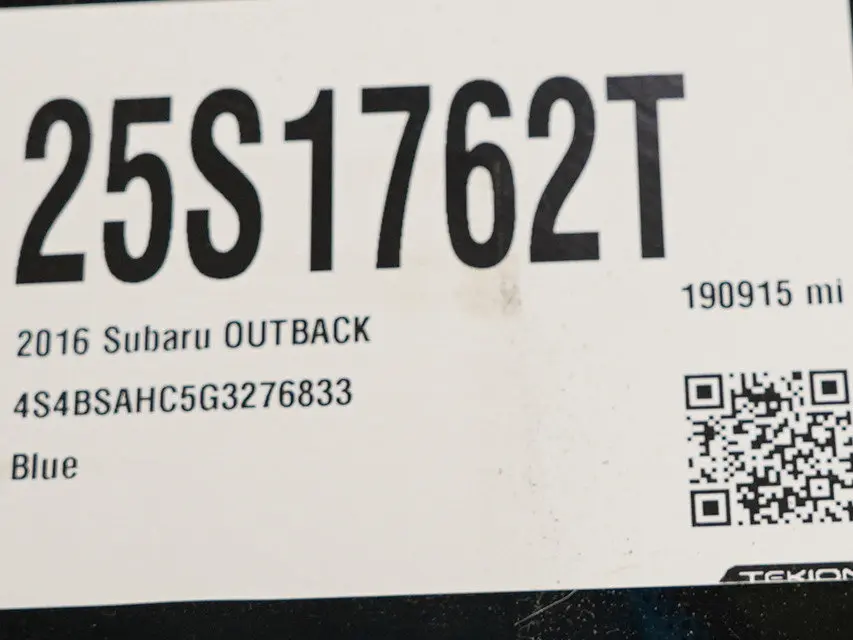 25S1762T
190915 mi
2016 Subaru OUTBACK
4S4BSAHC5G3276833
Blue
TEKION